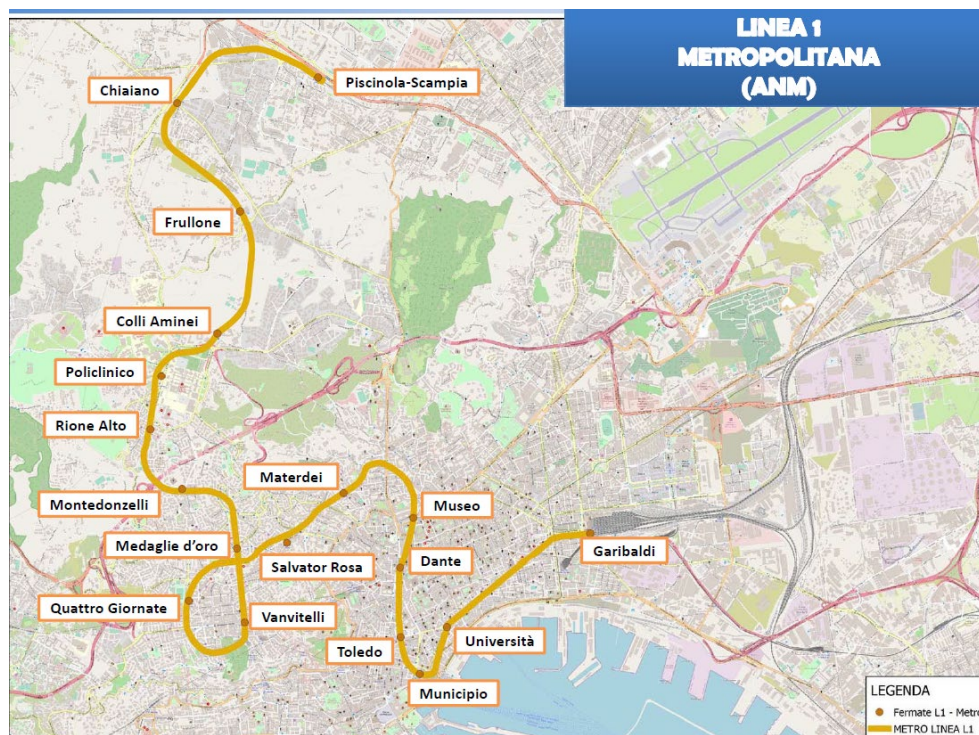 LINEA 1
METROPOLITANA
(ANM)
Piscinola-Scampia
Chiaiano
Frullone
Colli Aminei
Policlinico
Rione Alto
Montedonzelli
Materdei
Museo
Medaglie d'oro
Salvator Rosa
Dante
Garibaldi
Quattro Giornate
Vanvitelli
Toledo
Università
Municipio
LEGENDA
Fermate L1 - Metro
METRO LINEA L1